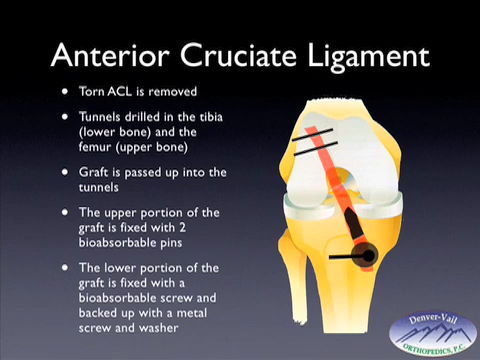 Anterior Cruciate Ligament
• Torn ACL is removed
• Tunnels drilled in the tibia
(lower bone) and the
femur (upper bone)
• Graft is passed up into the
tunnels
• The upper portion of the
graft is fixed with 2
bioabsorbable pins
• The lower portion of the
graft is fixed with a
bioabsorbable screw and
backed up with a metal
screw and washer
Denver-Vail
ORTHOPEDICS, P.C.